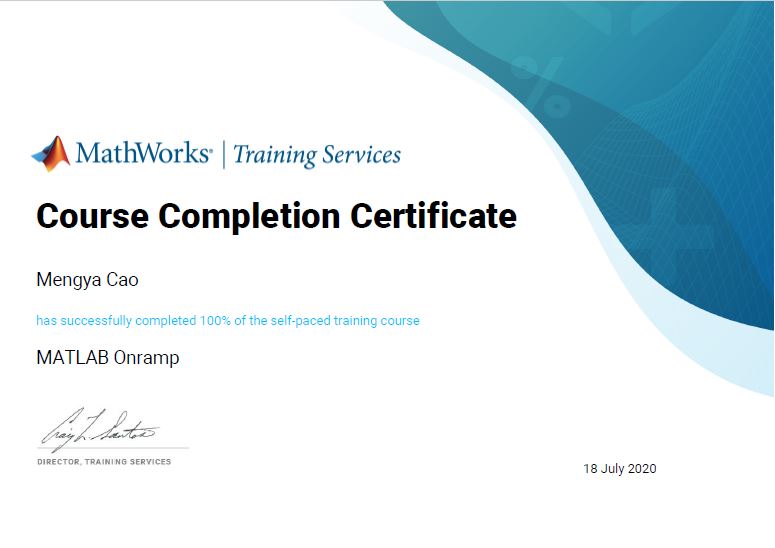 MathWorks® | Training Services
Course Completion Certificate
Mengya Cao
has successfully completed 100% of the self-paced training course
MATLAB Onramp
Craig L. Santos
DIRECTOR, TRAINING SERVICES
18 July 2020